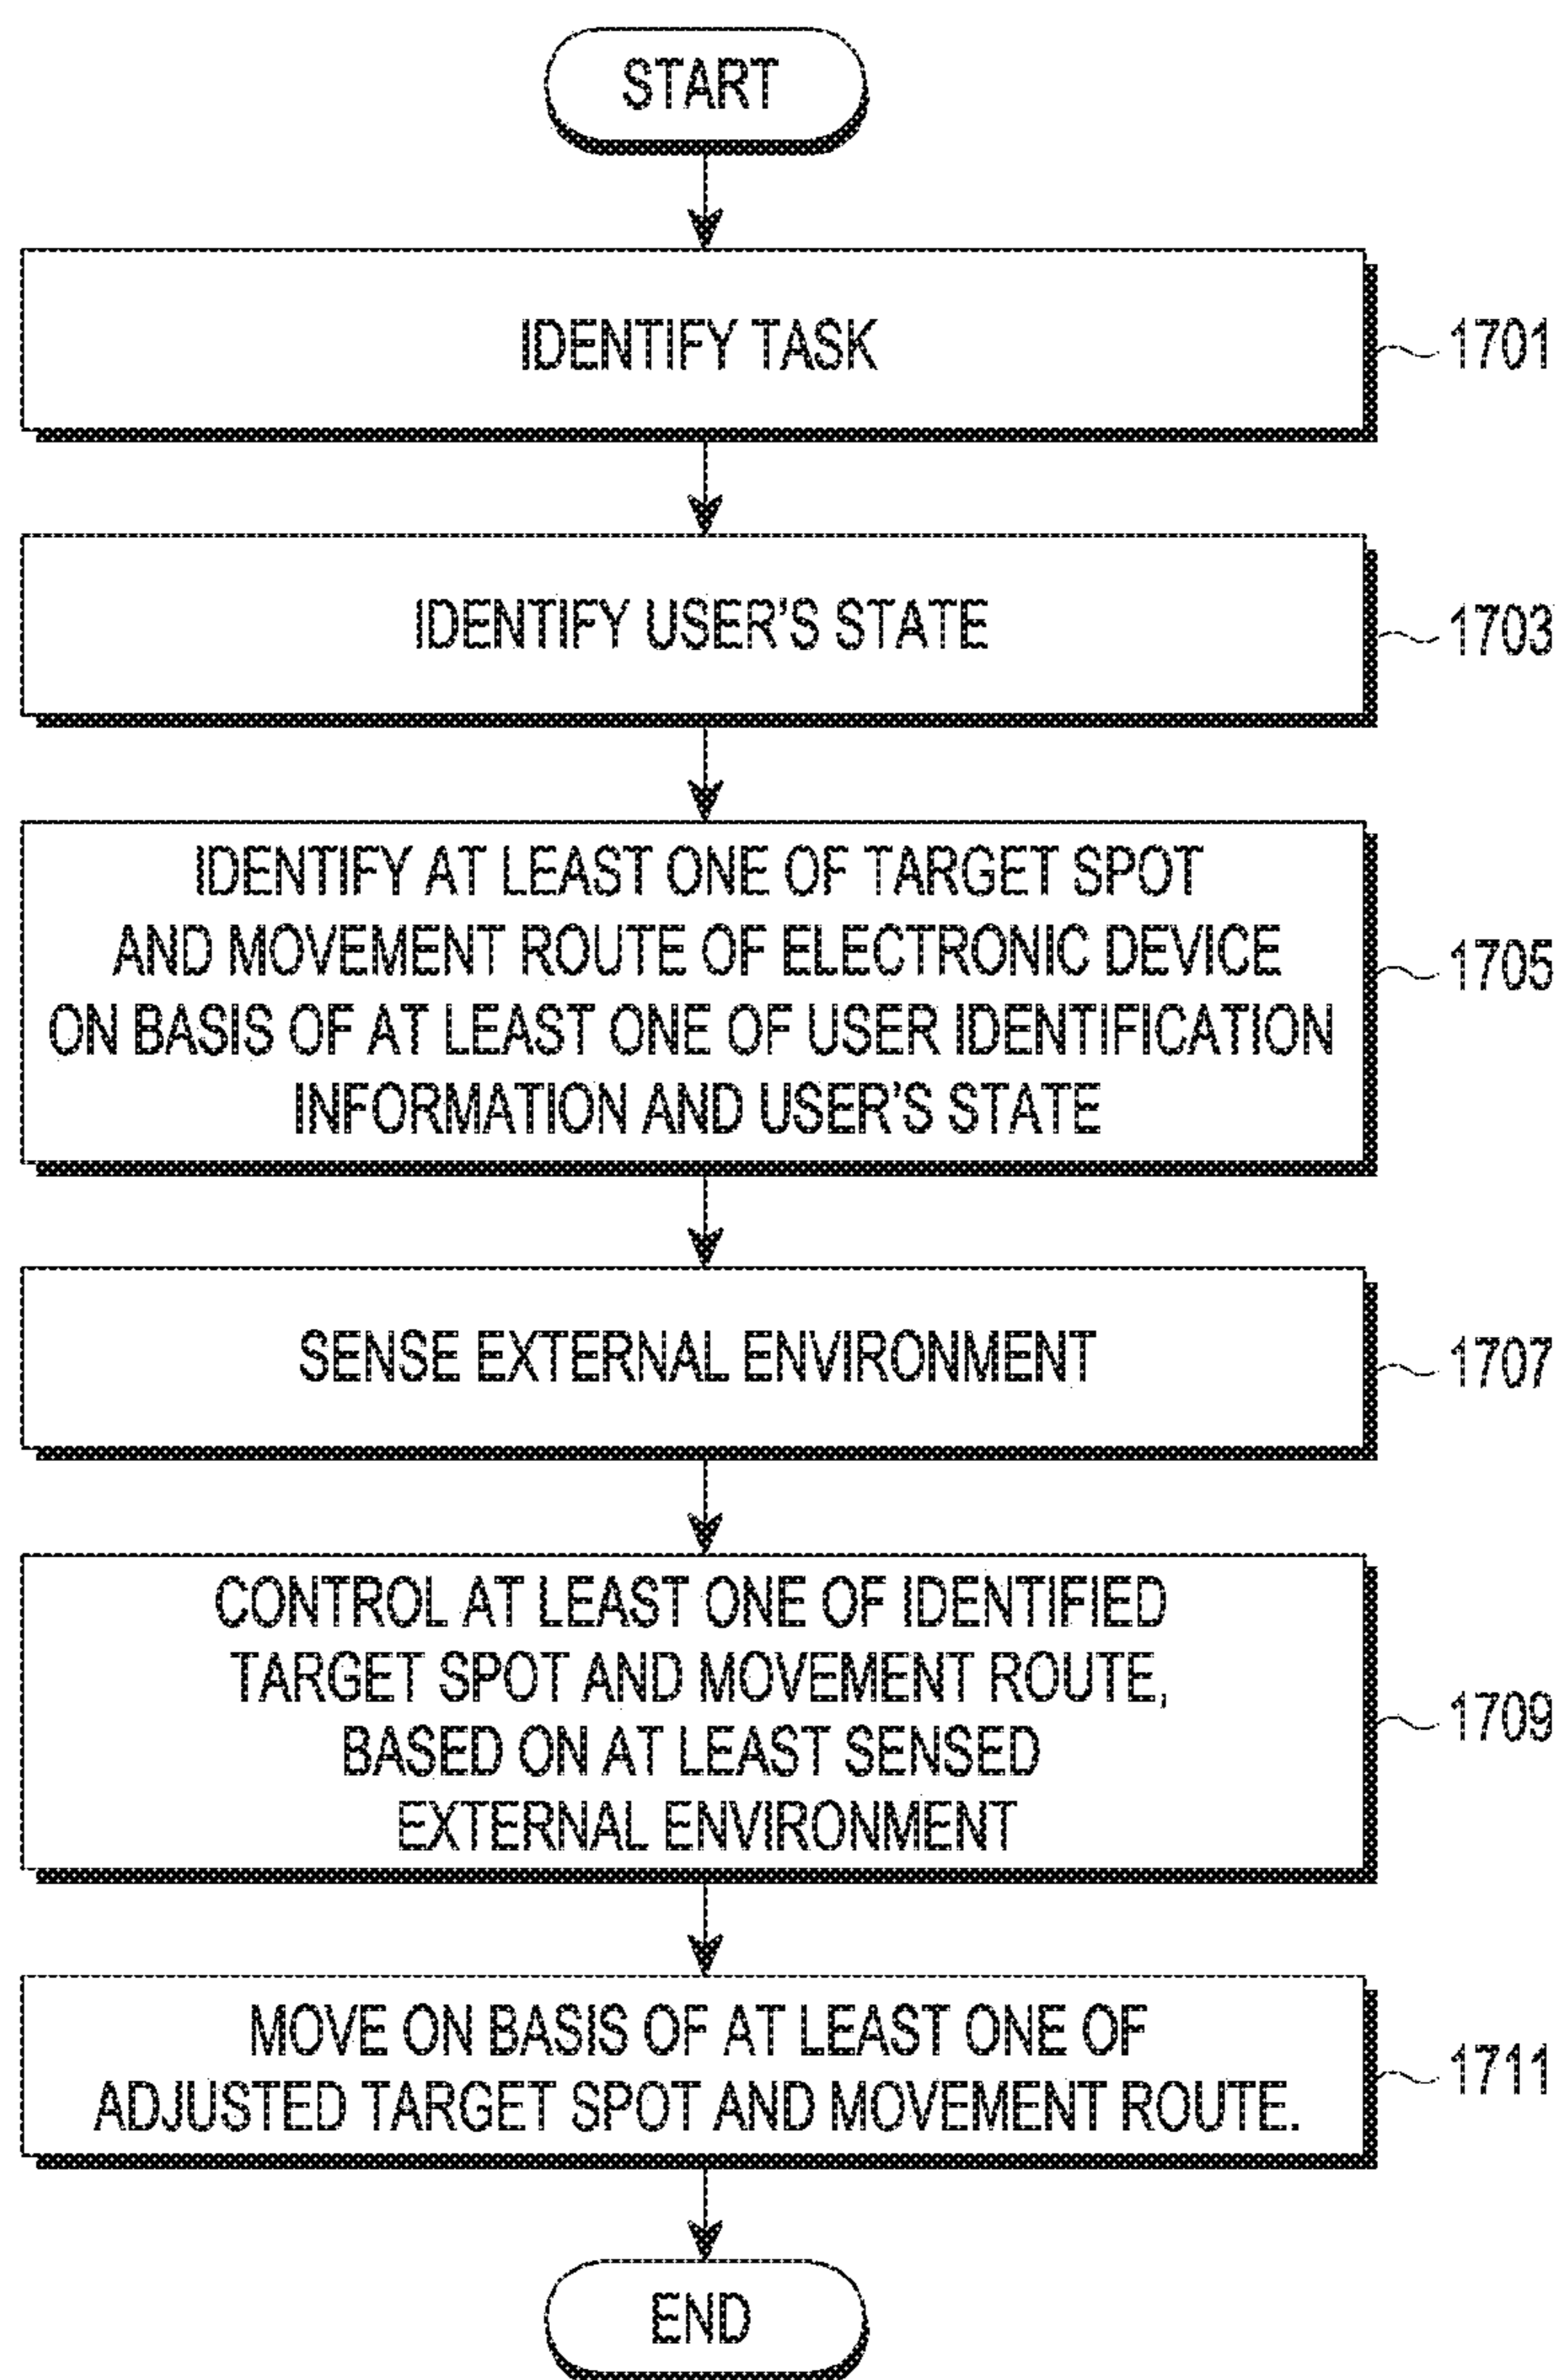 START
IDENTIFY TASK
1701
IDENTIFY USER'S STATE
1703
IDENTIFY AT LEAST ONE OF TARGET SPOT
AND MOVEMENT ROUTE OF ELECTRONIC DEVICE
ON BASIS OF AT LEAST ONE OF USER IDENTIFICATION
INFORMATION AND USER'S STATE
1705
SENSE EXTERNAL ENVIRONMENT
1707
CONTROL AT LEAST ONE OF IDENTIFIED
TARGET SPOT AND MOVEMENT ROUTE,
BASED ON AT LEAST SENSED
EXTERNAL ENVIRONMENT
1709
MOVE ON BASIS OF AT LEAST ONE OF
ADJUSTED TARGET SPOT AND MOVEMENT ROUTE.
1711
END